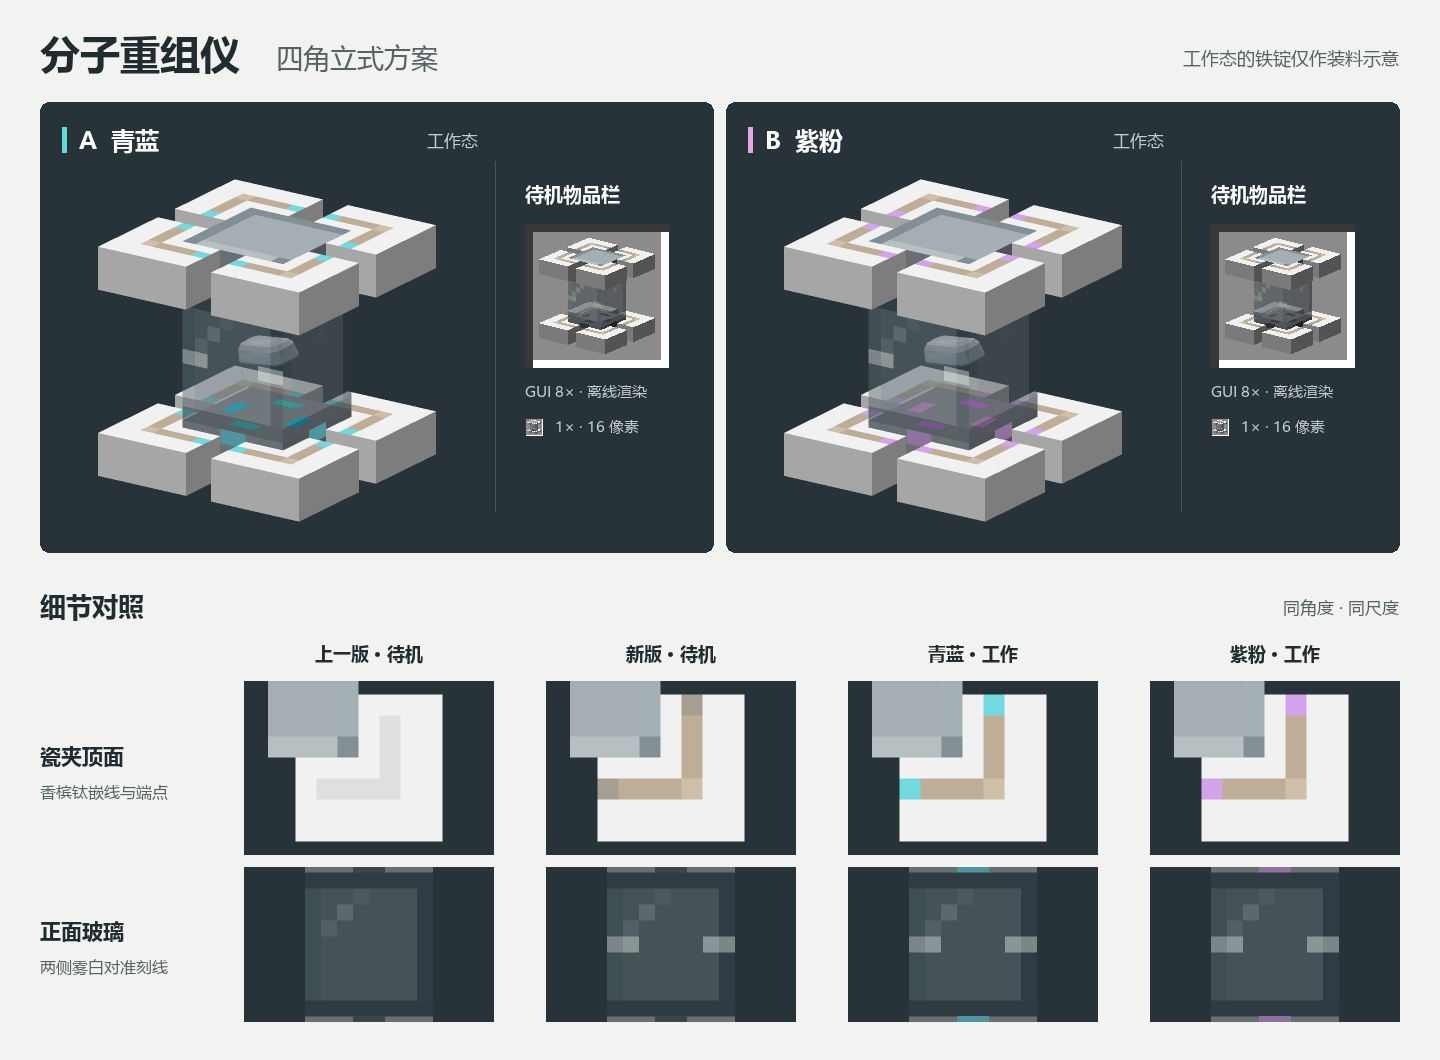 分子重组仪 四角立式方案
工作态的铁锭仅作装料示意
A 青蓝
工作态
待机物品栏
GUI 8× · 离线渲染
1× · 16 像素
B 紫粉
工作态
待机物品栏
GUI 8× · 离线渲染
1× · 16 像素
细节对照
同角度 · 同尺度
上一版 • 待机
新版 • 待机
青蓝 • 工作
紫粉 • 工作
瓷夹顶面
香槟钛嵌线与端点
正面玻璃
两侧雾白对准刻线